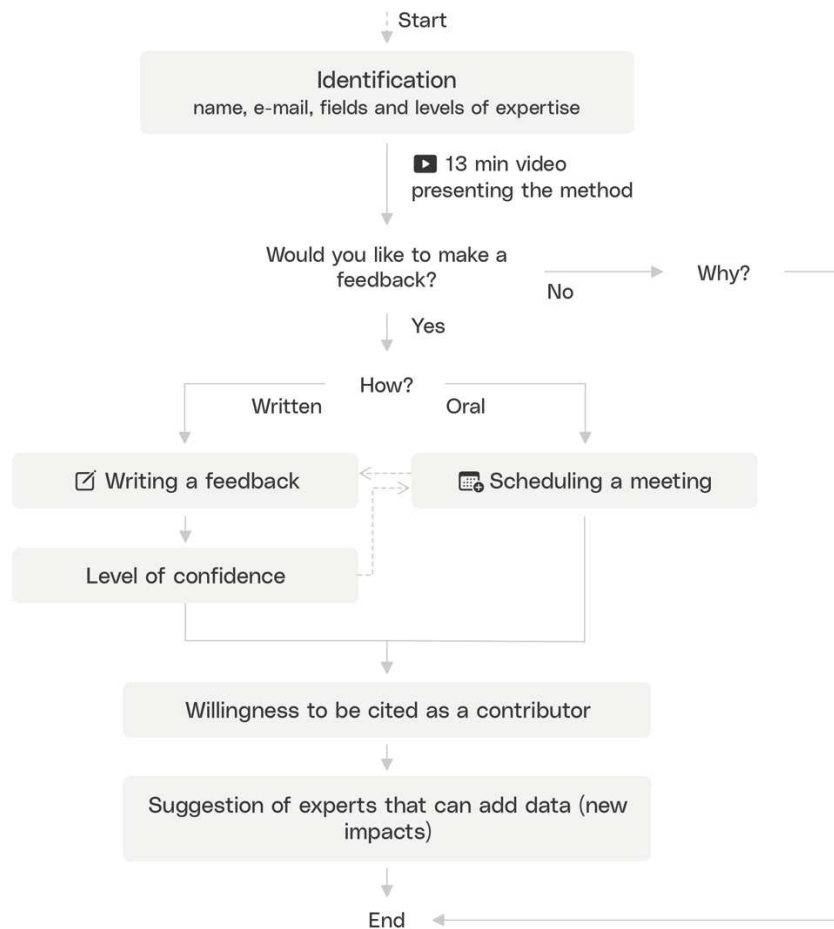 Start
Identification
name, e-mail, fields and levels of expertise
13 min video
presenting the method
Would you like to make a
feedback?
No
Why?
Yes
How?
Written
Oral
Writing a feedback
Scheduling a meeting
Level of confidence
Willingness to be cited as a contributor
Suggestion of experts that can add data (new
impacts)
End